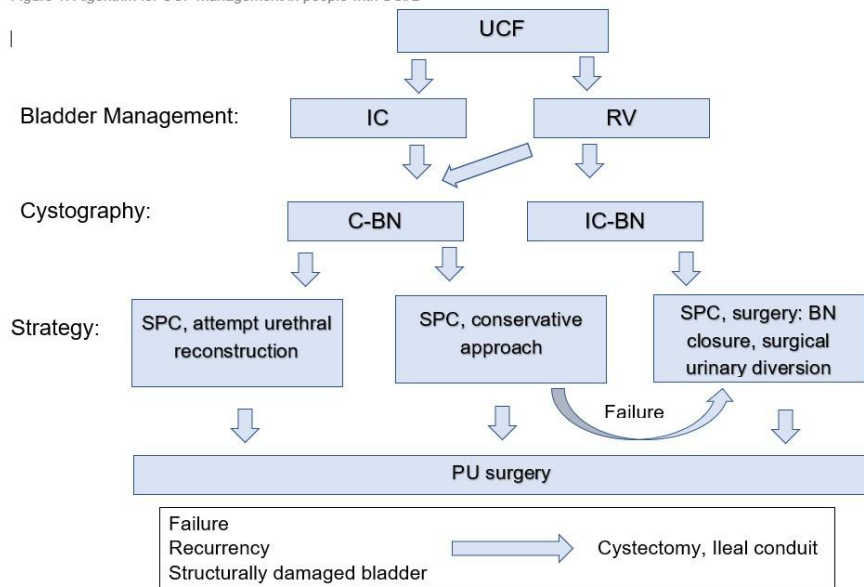 UCF
Bladder Management:
IC
RV
Cystography:
C-BN
IC-BN
Strategy:
SPC, attempt urethral
reconstruction
SPC, conservative
approach
SPC, surgery: BN
closure, surgical
urinary diversion
Failure
PU surgery
Failure
Recurrency
Structurally damaged bladder
Cystectomy, Ileal conduit